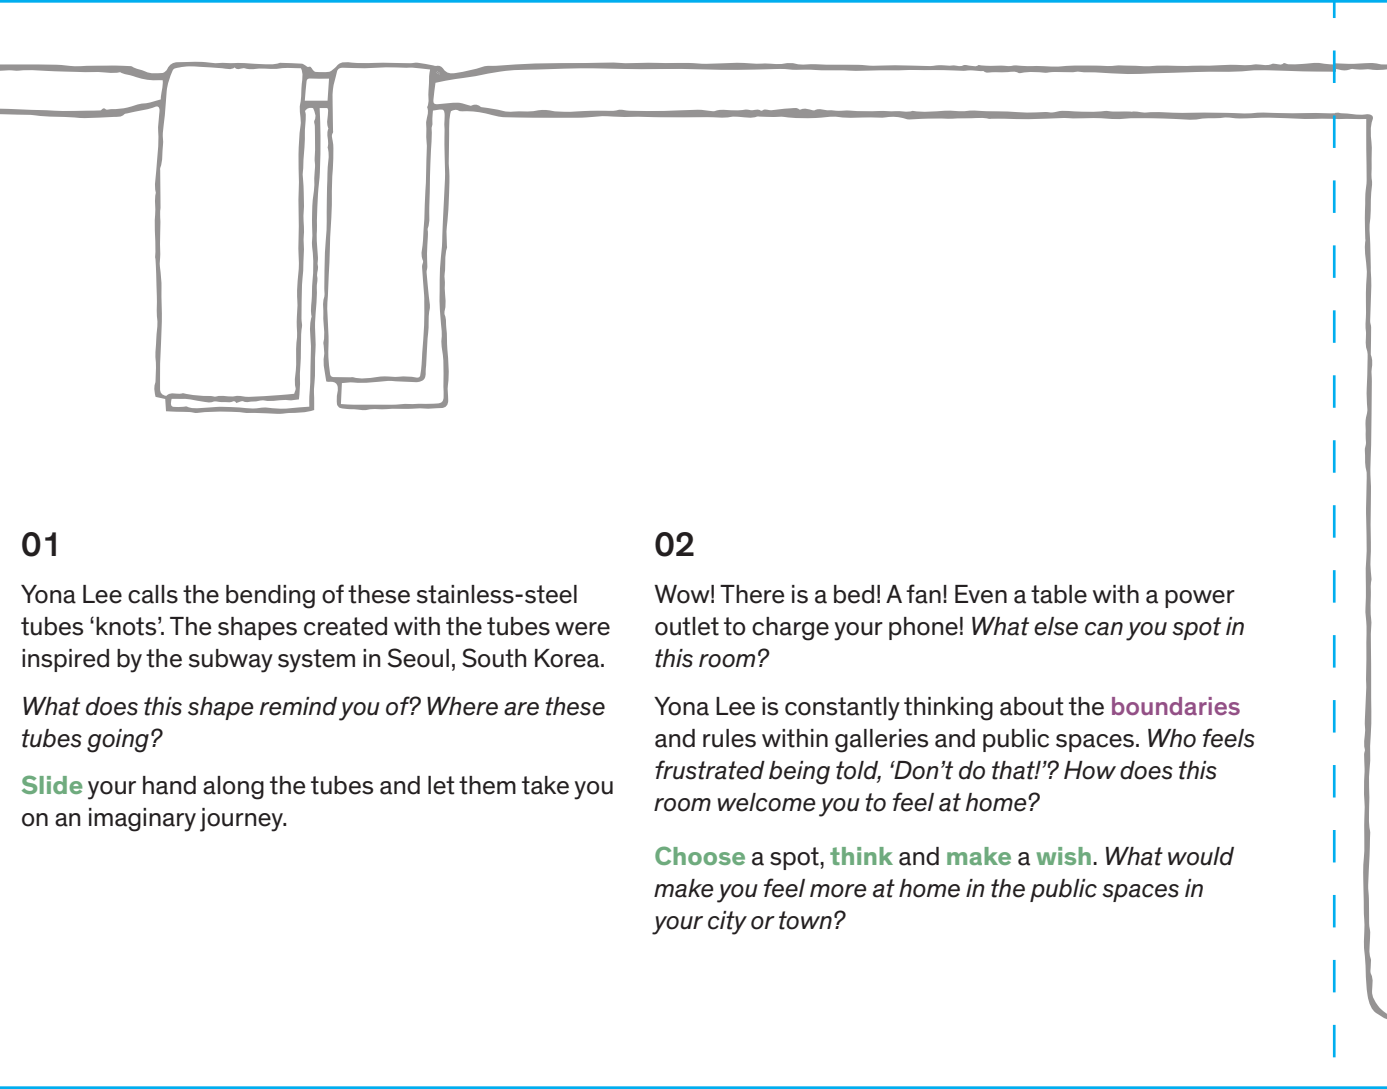 01
Yona Lee calls the bending of these stainless-steel
tubes ‘knots’. The shapes created with the tubes were
inspired by the subway system in Seoul, South Korea.
What does this shape remind you of? Where are these
tubes going?
Slide your hand along the tubes and let them take you
on an imaginary journey.
02
Wow! There is a bed! A fan! Even a table with a power
outlet to charge your phone! What else can you spot in
this room?
Yona Lee is constantly thinking about the boundaries
and rules within galleries and public spaces. Who feels
frustrated being told, ‘Don’t do that!’? How does this
room welcome you to feel at home?
Choose a spot, think and make a wish. What would
make you feel more at home in the public spaces in
your city or town?